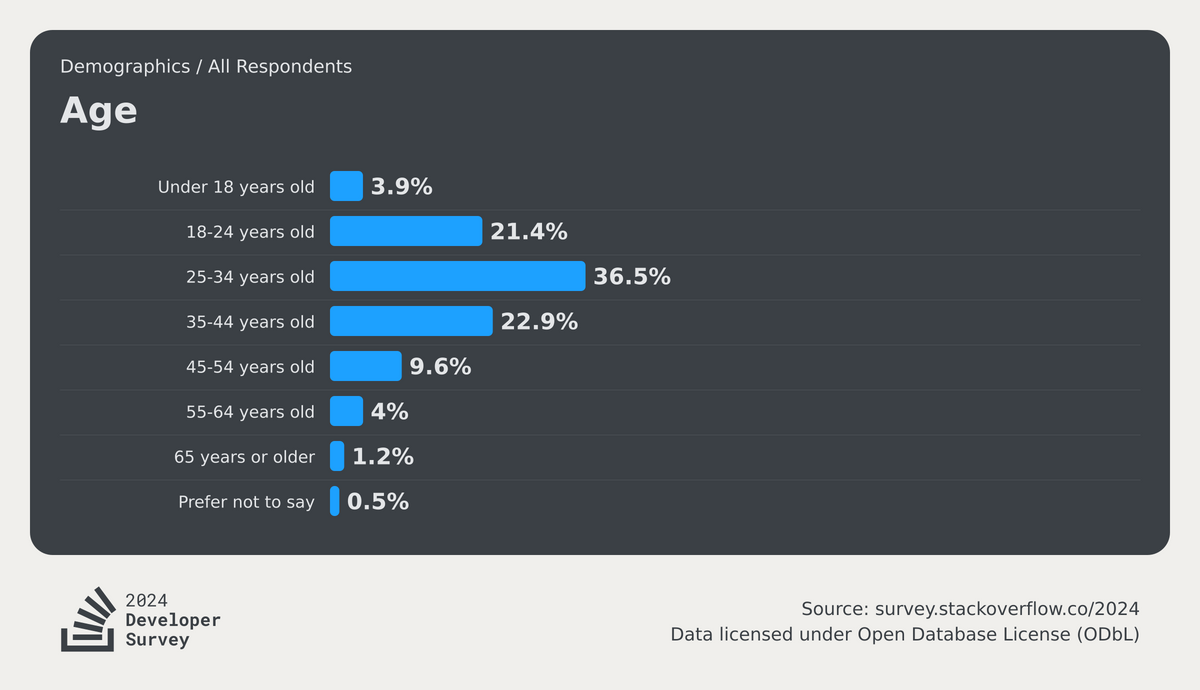 Demographics / All Respondents
Age
Under 18 years old 3.9%
18-24 years old 21.4%
25-34 years old 36.5%
35-44 years old 22.9%
45-54 years old 9.6%
55-64 years old 4%
65 years or older 1.2%
Prefer not to say 0.5%
2024
Developer
Survey
Source: survey.stackoverflow.co/2024
Data licensed under Open Database License (ODbL)